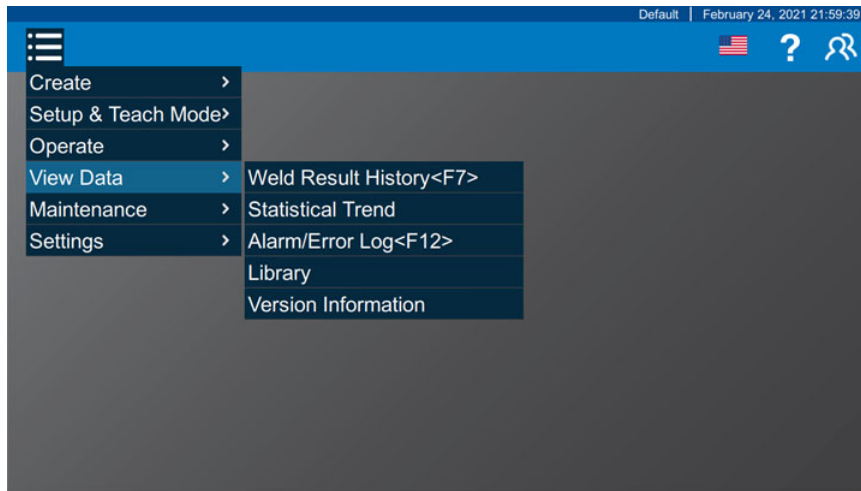 Default | February 24, 2021 21:59:39
?
Create >
Setup & Teach Mode>
Operate >
View Data >
Weld Result History<F7>
Maintenance >
Statistical Trend
Settings >
Alarm/Error Log<F12>
Library
Version Information